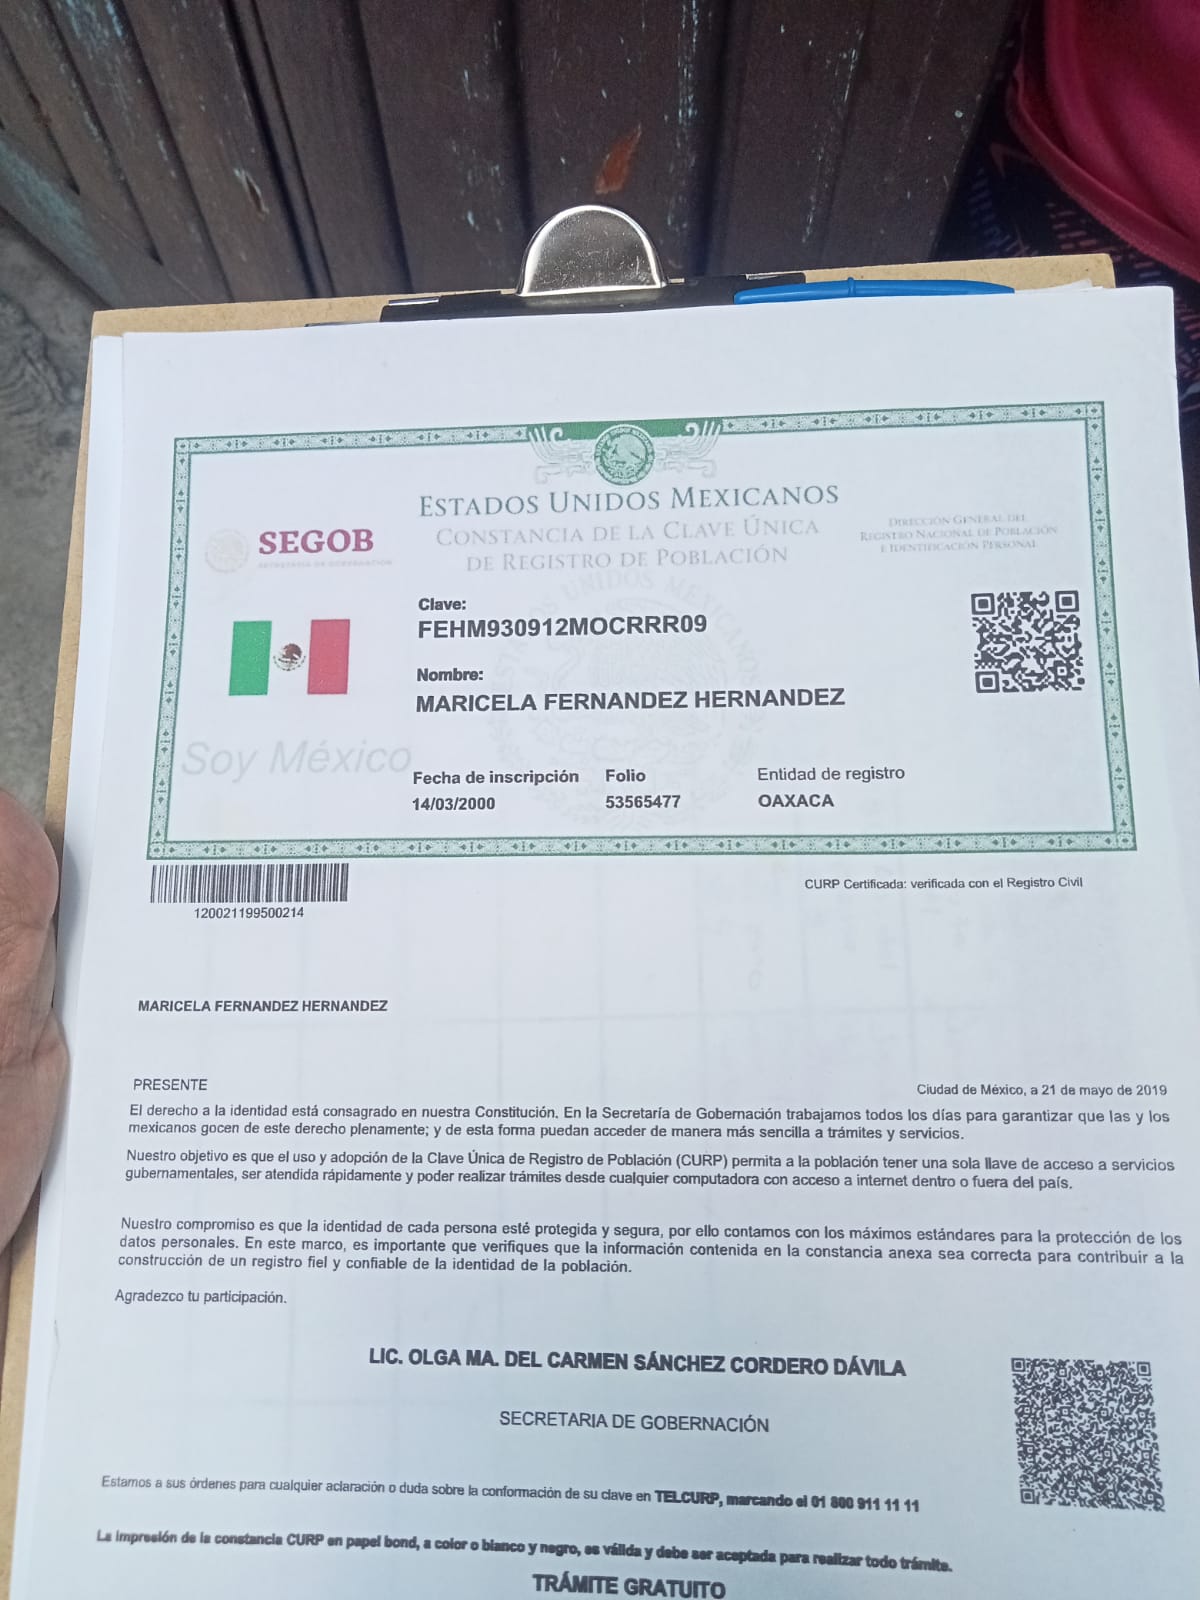 ESTADOS UNIDOS MEXICANOS
CONSTANCIA DE LA CLAVE ÚNICA
DE REGISTRO DE POBLACIÓN
SEGOB
SECRETARÍA DE GOBERNACIÓN
DIRECCIÓN GENERAL DEL
REGISTRO NACIONAL DE POBLACIÓN
E IDENTIFICACIÓN PERSONAL
Clave:
FEHM930912MOCRRR09
Nombre:
MARICELA FERNANDEZ HERNANDEZ
Soy México
Fecha de inscripción Folio Entidad de registro
14/03/2000 53565477 OAXACA
120021199500214
CURP Certificada: verificada con el Registro Civil
MARICELA FERNANDEZ HERNANDEZ
PRESENTE
Ciudad de México, a 21 de mayo de 2019
El derecho a la identidad está consagrado en nuestra Constitución. En la Secretaría de Gobernación trabajamos todos los días para garantizar que las y los
mexicanos gocen de este derecho plenamente; y de esta forma puedan acceder de manera más sencilla a trámites y servicios.
Nuestro objetivo es que el uso y adopción de la Clave Única de Registro de Población (CURP) permita a la población tener una sola llave de acceso a servicios
gubernamentales, ser atendida rápidamente y poder realizar trámites desde cualquier computadora con acceso a internet dentro o fuera del país.
Nuestro compromiso es que la identidad de cada persona esté protegida y segura, por ello contamos con los máximos estándares para la protección de los
datos personales. En este marco, es importante que verifiques que la información contenida en la constancia anexa sea correcta para contribuir a la
construcción de un registro fiel y confiable de la identidad de la población.
Agradezco tu participación.
LIC. OLGA MA. DEL CARMEN SÁNCHEZ CORDERO DÁVILA
SECRETARIA DE GOBERNACIÓN
Estamos a sus órdenes para cualquier aclaración o duda sobre la conformación de su clave en TELCURP, marcando el 01 800 911 11 11
La impresión de la constancia CURP en papel bond, a color o blanco y negro, es válida y debe ser aceptada para realizar todo trámite.
TRÁMITE GRATUITO